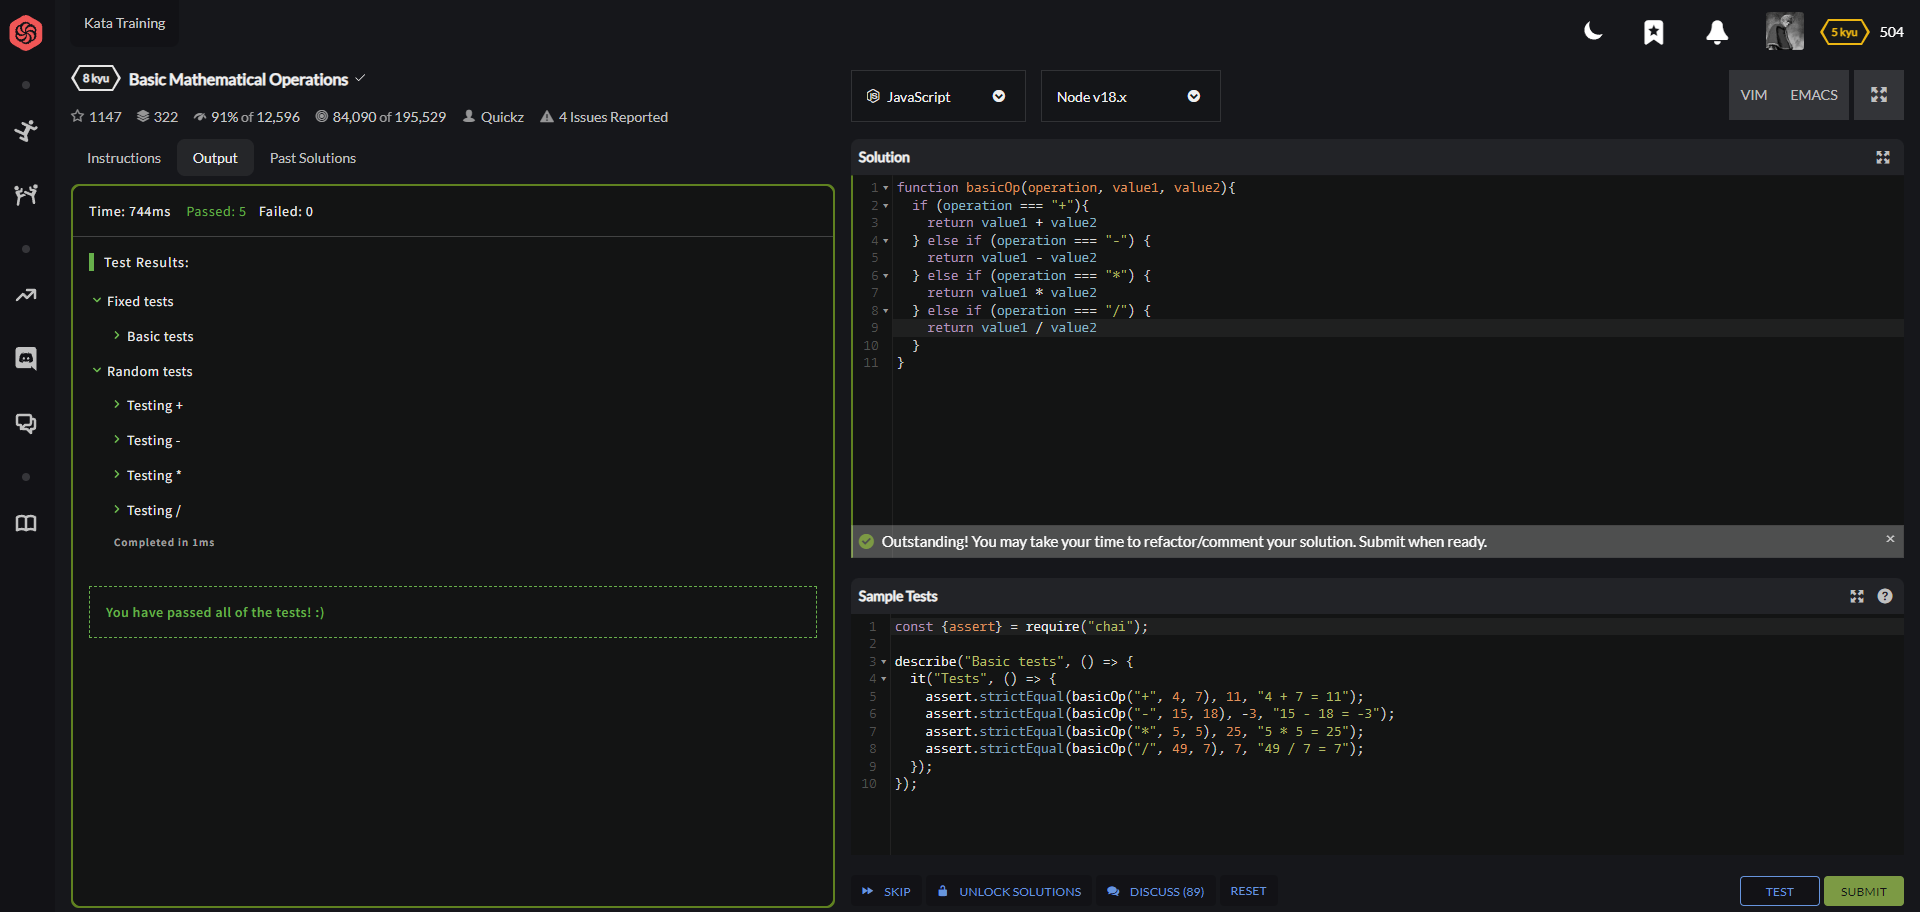 Kata Training
5 kyu 504
8 kyu Basic Mathematical Operations
1147 322 91% of 12,596 84,090 of 195,529 Quickz 4 Issues Reported
Instructions Output Past Solutions
Time: 744ms Passed: 5 Failed: 0
Test Results:
Fixed tests
Basic tests
Random tests
Testing +
Testing -
Testing *
Testing /
Completed in 1ms
You have passed all of the tests! :)
JavaScript Node v18.x VIM EMACS
Solution
1 function basicOp(operation, value1, value2){
2 if (operation === "+"){
3 return value1 + value2
4 } else if (operation === "-") {
5 return value1 - value2
6 } else if (operation === "*") {
7 return value1 * value2
8 } else if (operation === "/") {
9 return value1 / value2
10 }
11 }
Outstanding! You may take your time to refactor/comment your solution. Submit when ready. ×
Sample Tests ?
1 const {assert} = require("chai");
2
3 describe("Basic tests", () => {
4 it("Tests", () => {
5 assert.strictEqual(basicOp("+", 4, 7), 11, "4 + 7 = 11");
6 assert.strictEqual(basicOp("-", 15, 18), -3, "15 - 18 = -3");
7 assert.strictEqual(basicOp("*", 5, 5), 25, "5 * 5 = 25");
8 assert.strictEqual(basicOp("/", 49, 7), 7, "49 / 7 = 7");
9 });
10 });
SKIP UNLOCK SOLUTIONS DISCUSS (89) RESET TEST SUBMIT